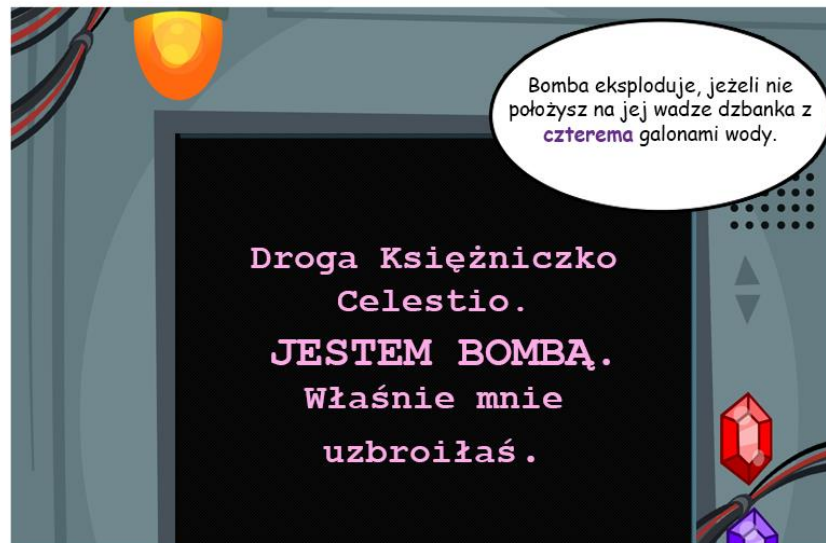 Bomba eksploduje, jeżeli nie
położysz na jej wadze dzbanka z
czterema galonami wody.
Droga Księżniczko
Celestio.
JESTEM BOMBĄ.
Właśnie mnie
uzbroiłaś.